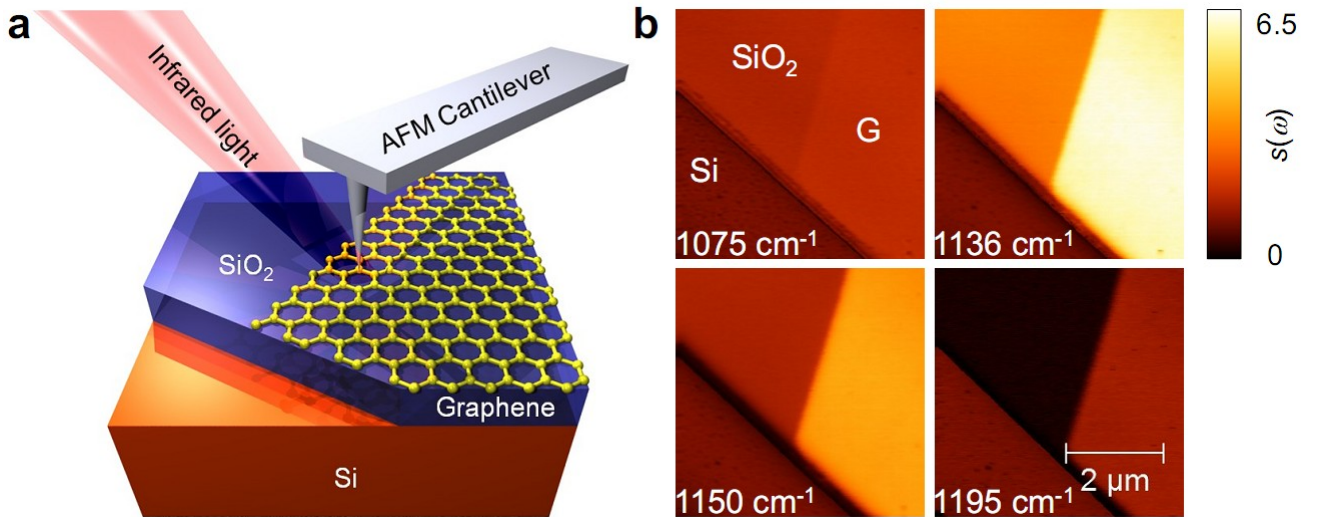 a
Infrared light
AFM Cantilever
SiO₂
Graphene
Si
b
SiO₂
G
Si
1075 cm⁻¹
1136 cm⁻¹
6.5
s(ω)
0
1150 cm⁻¹
1195 cm⁻¹
2 μm